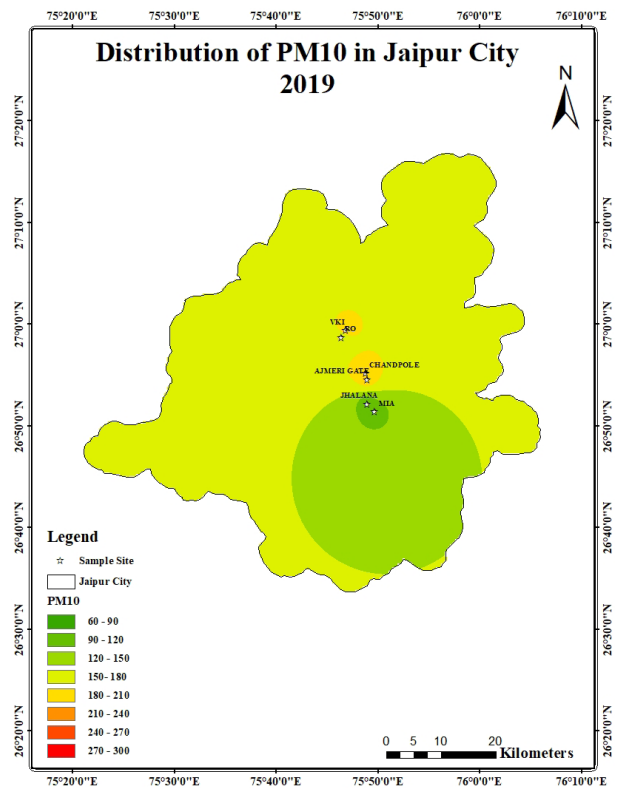 75°20'0"E 75°30'0"E 75°40'0"E 75°50'0"E 76°0'0"E 76°10'0"E
Distribution of PM10 in Jaipur City
2019
N
27°20'0"N 27°20'0"N
27°10'0"N 27°10'0"N
27°0'0"N 27°0'0"N
VKI
RO
CHANDPOLE
AJMERI GATE
JHALANA
MIA
26°50'0"N 26°50'0"N
26°40'0"N 26°40'0"N
Legend
Sample Site
Jaipur City
PM10
60 - 90
90 - 120
120 - 150
150- 180
180 - 210
210 - 240
240 - 270
270 - 300
26°30'0"N 26°30'0"N
26°20'0"N 26°20'0"N
0 5 10 20
Kilometers
75°20'0"E 75°30'0"E 75°40'0"E 75°50'0"E 76°0'0"E 76°10'0"E